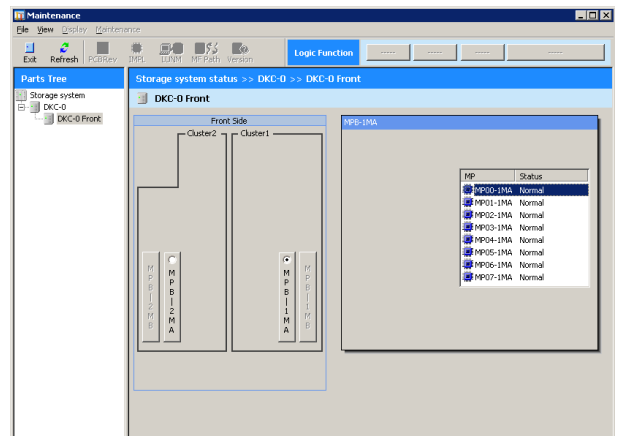 Maintenance
File View Display Maintenance
Exit Refresh PCBRev IMPL LUNM MF Path Version Logic Function ----- ----- ----- -----
Parts Tree
Storage system status >> DKC-0 >> DKC-0 Front
Storage system
DKC-0
DKC-0 Front
DKC-0 Front
Front Side
Cluster2 Cluster1
MPB|2MB
MPB|2MA
MPB|1MA
MPB|1MB
MPB-1MA
MP Status
MP00-1MA Normal
MP01-1MA Normal
MP02-1MA Normal
MP03-1MA Normal
MP04-1MA Normal
MP05-1MA Normal
MP06-1MA Normal
MP07-1MA Normal